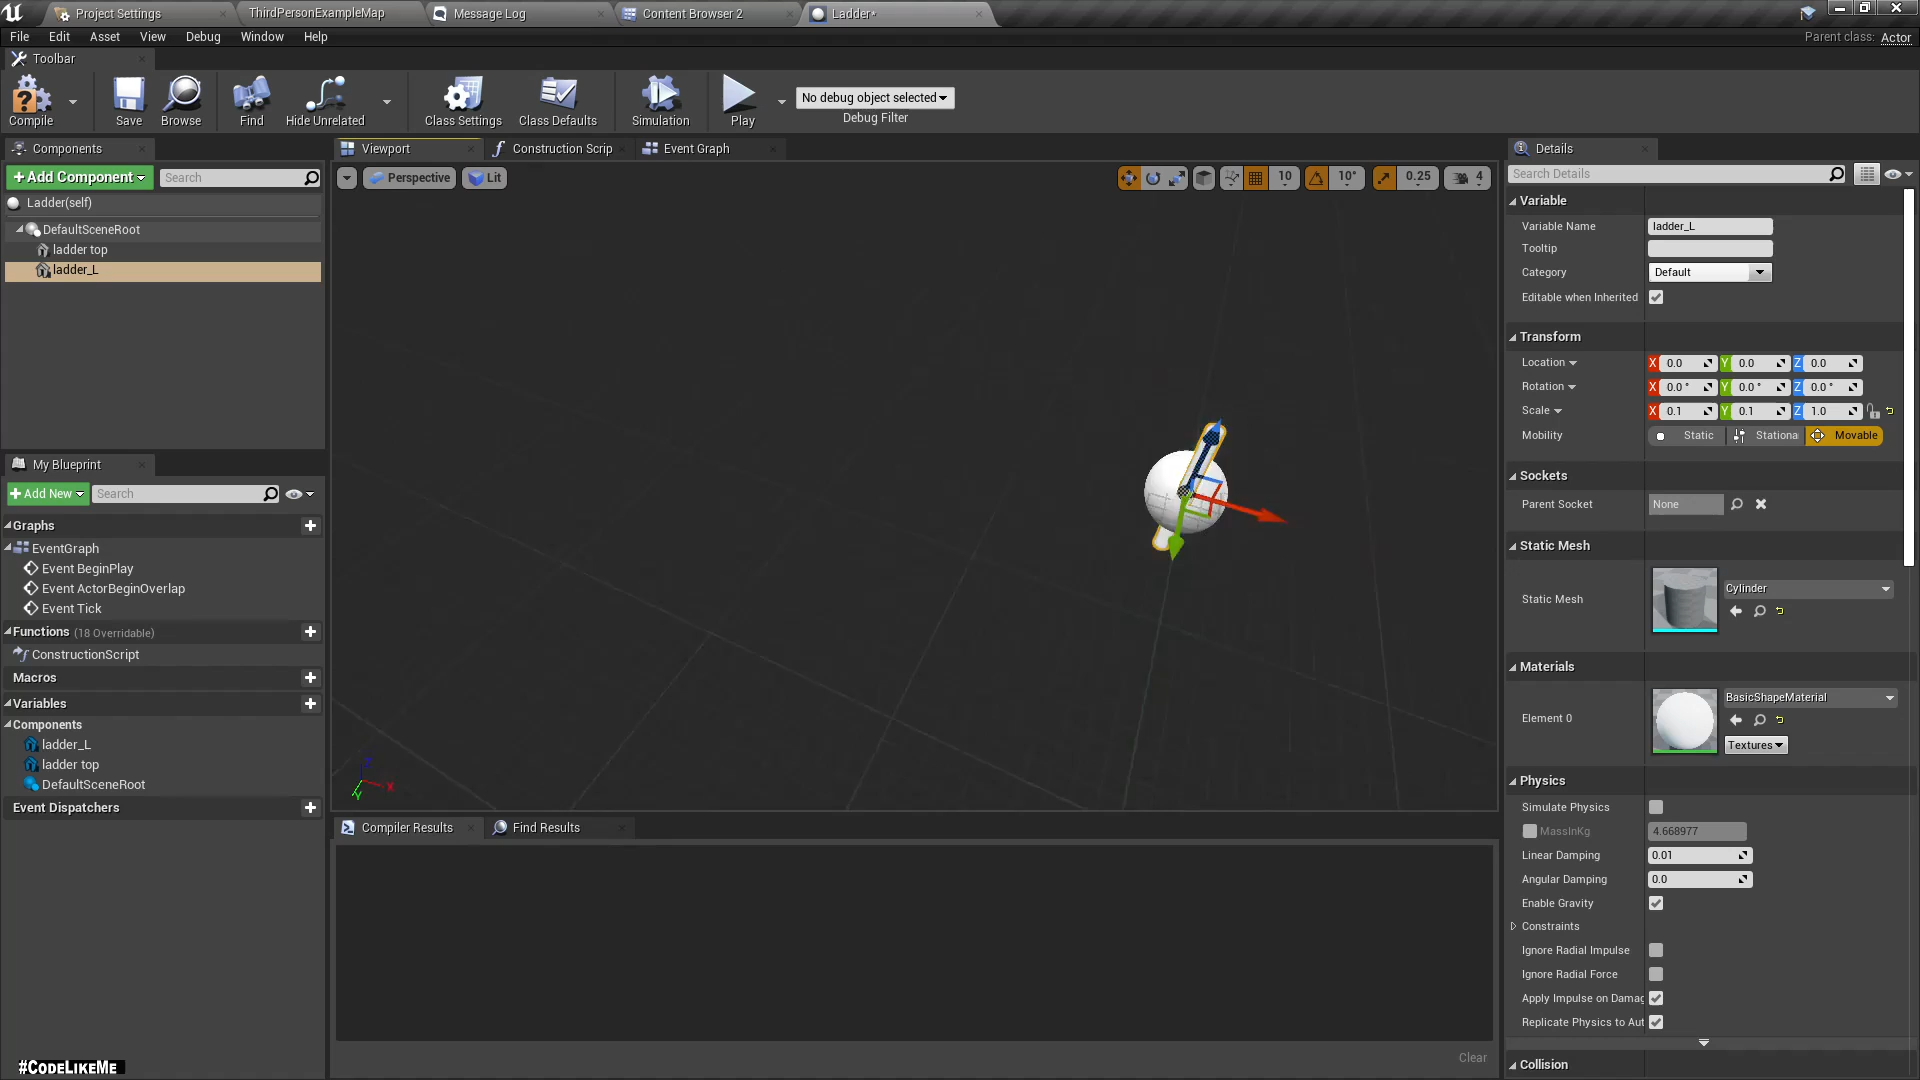 Project Settings
ThirdPersonExampleMap
Message Log
Content Browser 2
Ladder*
File Edit Asset View Debug Window Help
Parent class: Actor
Toolbar
Compile
Save
Browse
Find
Hide Unrelated
Class Settings
Class Defaults
Simulation
Play
No debug object selected
Debug Filter
Components
+Add Component
Search
Ladder(self)
DefaultSceneRoot
ladder top
ladder_L
My Blueprint
+Add New
Search
Graphs
EventGraph
Event BeginPlay
Event ActorBeginOverlap
Event Tick
Functions (18 Overridable)
ConstructionScript
Macros
Variables
Components
ladder_L
ladder top
DefaultSceneRoot
Event Dispatchers
#CODELIKEME
Viewport
Construction Scrip
Event Graph
Perspective
Lit
10
10°
0.25
4
Z
X
Y
Compiler Results
Find Results
Clear
Details
Search Details
Variable
Variable Name ladder_L
Tooltip
Category Default
Editable when Inherited
Transform
Location X 0.0 Y 0.0 Z 0.0
Rotation X 0.0 ° Y 0.0 ° Z 0.0 °
Scale X 0.1 Y 0.1 Z 1.0
Mobility Static Stationa Movable
Sockets
Parent Socket None
Static Mesh
Static Mesh Cylinder
Materials
Element 0 BasicShapeMaterial
Textures
Physics
Simulate Physics
MassInKg 4.668977
Linear Damping 0.01
Angular Damping 0.0
Enable Gravity
Constraints
Ignore Radial Impulse
Ignore Radial Force
Apply Impulse on Damag
Replicate Physics to Aut
Collision